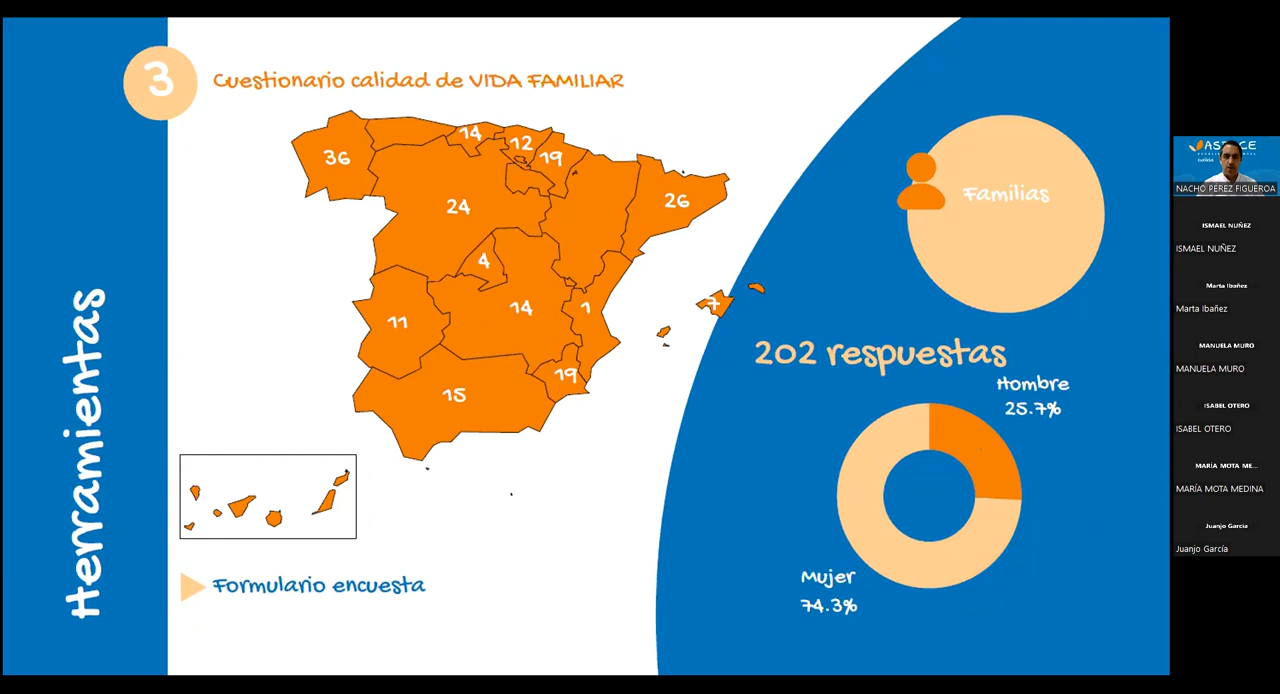 3
Cuestionario calidad de VIDA FAMILIAR
36
14
12
19
24
26
4
14
1
7
11
15
19
Familias
202 respuestas
Hombre
25.7%
Mujer
74.3%
Formulario encuesta
Herramientas
NACHO PEREZ FIGUEROA
ISMAEL NUÑEZ
ISMAEL NUÑEZ
Marta Ibañez
Marta Ibañez
MANUELA MURO
MANUELA MURO
ISABEL OTERO
ISABEL OTERO
MARÍA MOTA ME...
MARÍA MOTA MEDINA
Juanjo García
Juanjo García